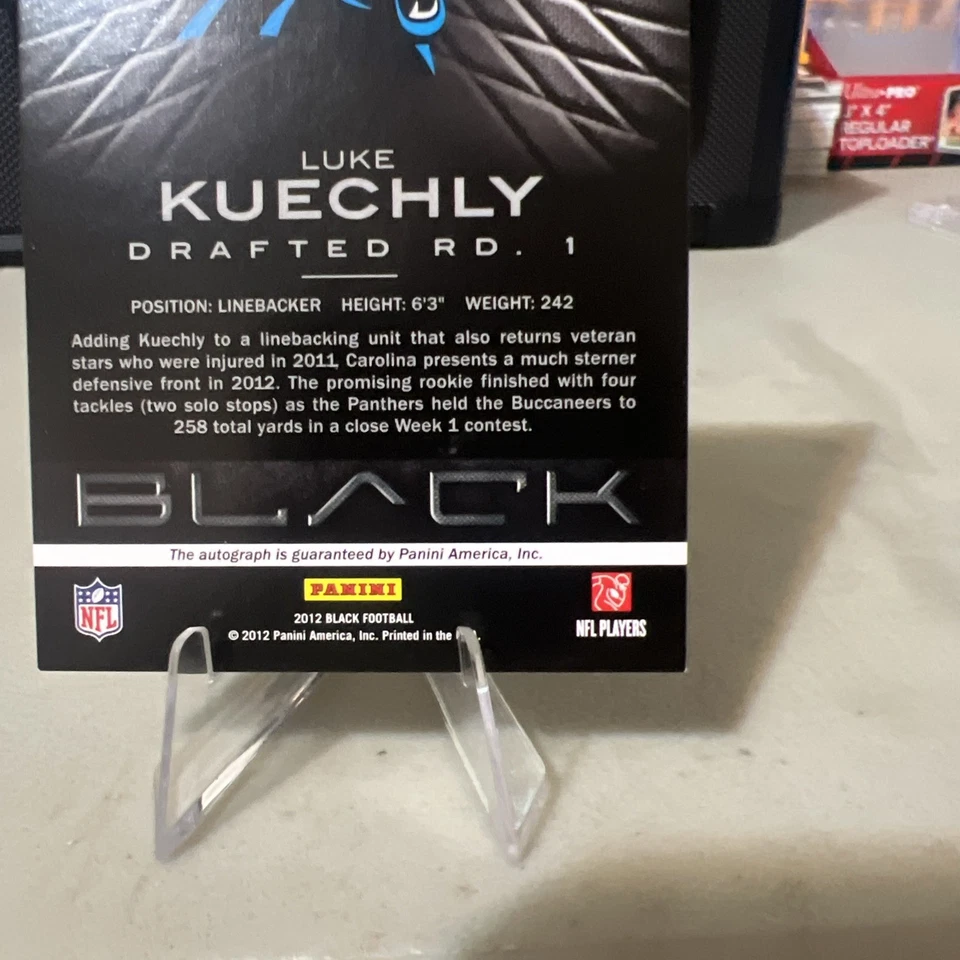 LUKE
KUECHLY
DRAFTED RD. 1
POSITION: LINEBACKER HEIGHT: 6'3" WEIGHT: 242
Adding Kuechly to a linebacking unit that also returns veteran
stars who were injured in 2011, Carolina presents a much sterner
defensive front in 2012. The promising rookie finished with four
tackles (two solo stops) as the Panthers held the Buccaneers to
258 total yards in a close Week 1 contest.
BLACK
The autograph is guaranteed by Panini America, Inc.
NFL
PANINI
2012 BLACK FOOTBALL
© 2012 Panini America, Inc. Printed in the
NFL PLAYERS
Ultra-PRO
X 4"
REGULAR
TOPLOADER